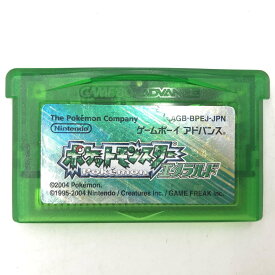 GAME BOY ADVANCE
The Pokémon Company
AGB-BPEJ-JPN
Nintendo
ゲームボーイ アドバンス®
ポケットモンスター
POKéMON
エメラルド
©2004 Pokémon.
©1995-2004 Nintendo / Creatures inc. / GAME FREAK inc.